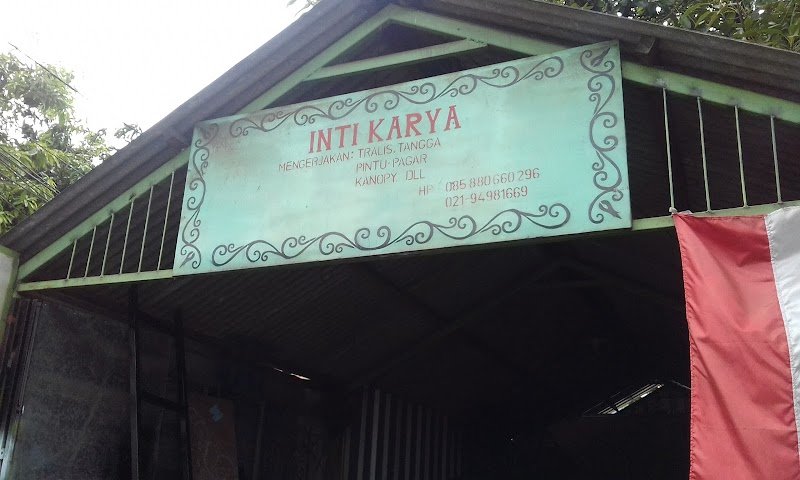 INTI KARYA
MENGERJAKAN: TRALIS, TANGGA
PINTU-PAGAR
KANOPY DLL
HP: 085 880 660 296
021-94981669